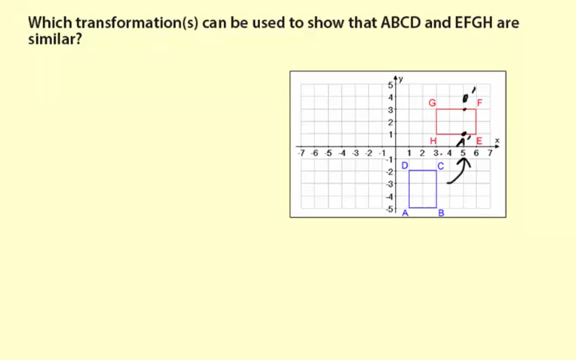 Which transformation(s) can be used to show that ABCD and EFGH are
similar?
y
5
4
G D' F
3
2
1
H A' E x
-7 -6 -5 -4 -3 -2 -1 1 2 3 4 5 6 7
-1
D C
-2
-3
-4
-5
A B